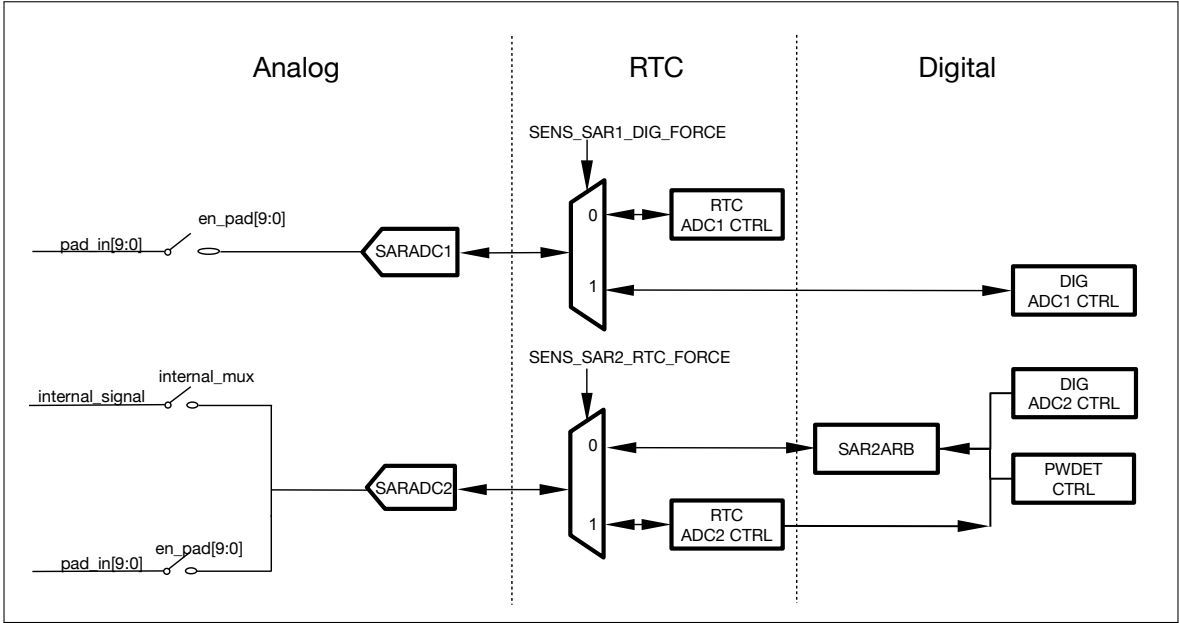 Analog
RTC
Digital
SENS_SAR1_DIG_FORCE
en_pad[9:0]
pad_in[9:0]
SARADC1
0
1
RTC
ADC1 CTRL
DIG
ADC1 CTRL
SENS_SAR2_RTC_FORCE
internal_mux
internal_signal
en_pad[9:0]
pad_in[9:0]
SARADC2
0
1
SAR2ARB
RTC
ADC2 CTRL
DIG
ADC2 CTRL
PWDET
CTRL